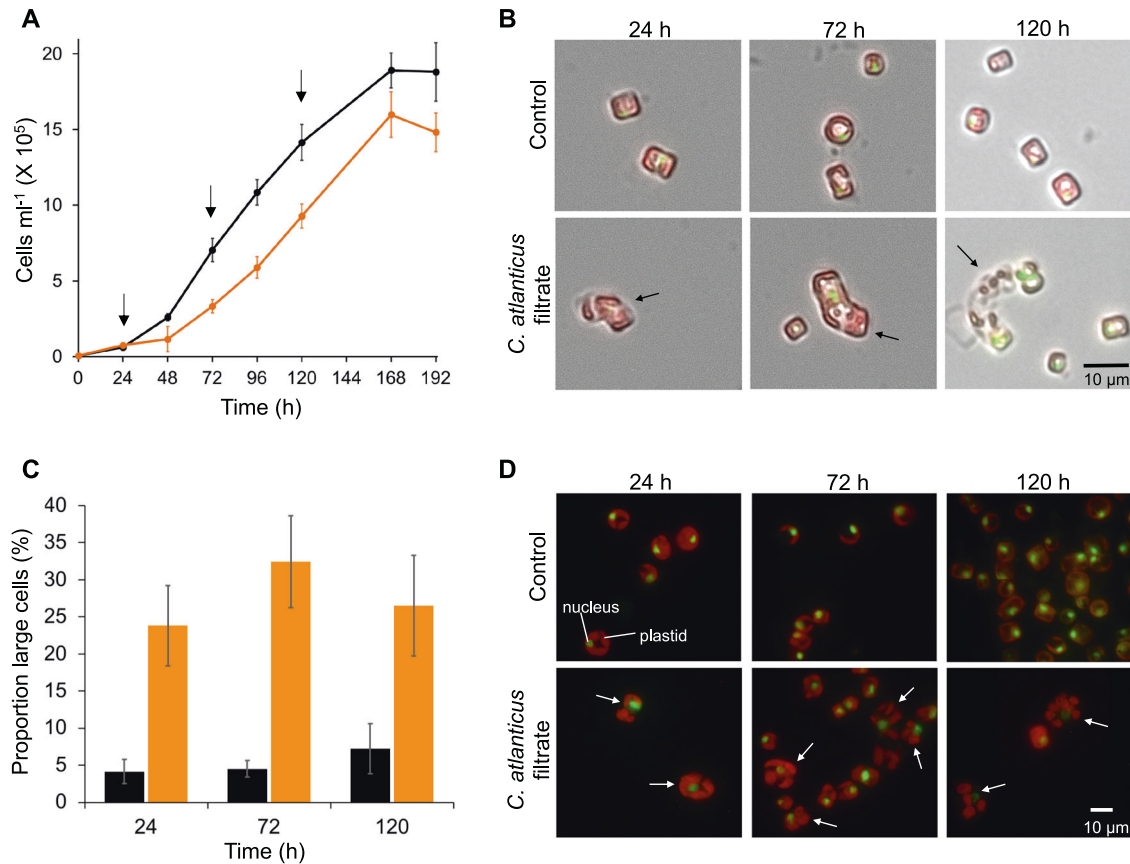 A
Cells ml⁻¹ (X 10⁵)
20
15
10
5
0
0 24 48 72 96 120 144 168 192
Time (h)
B
24 h 72 h 120 h
Control
C. atlanticus
filtrate
10 µm
C
Proportion large cells (%)
40
35
30
25
20
15
10
5
0
24 72 120
Time (h)
D
24 h 72 h 120 h
Control
nucleus
plastid
C. atlanticus
filtrate
10 µm